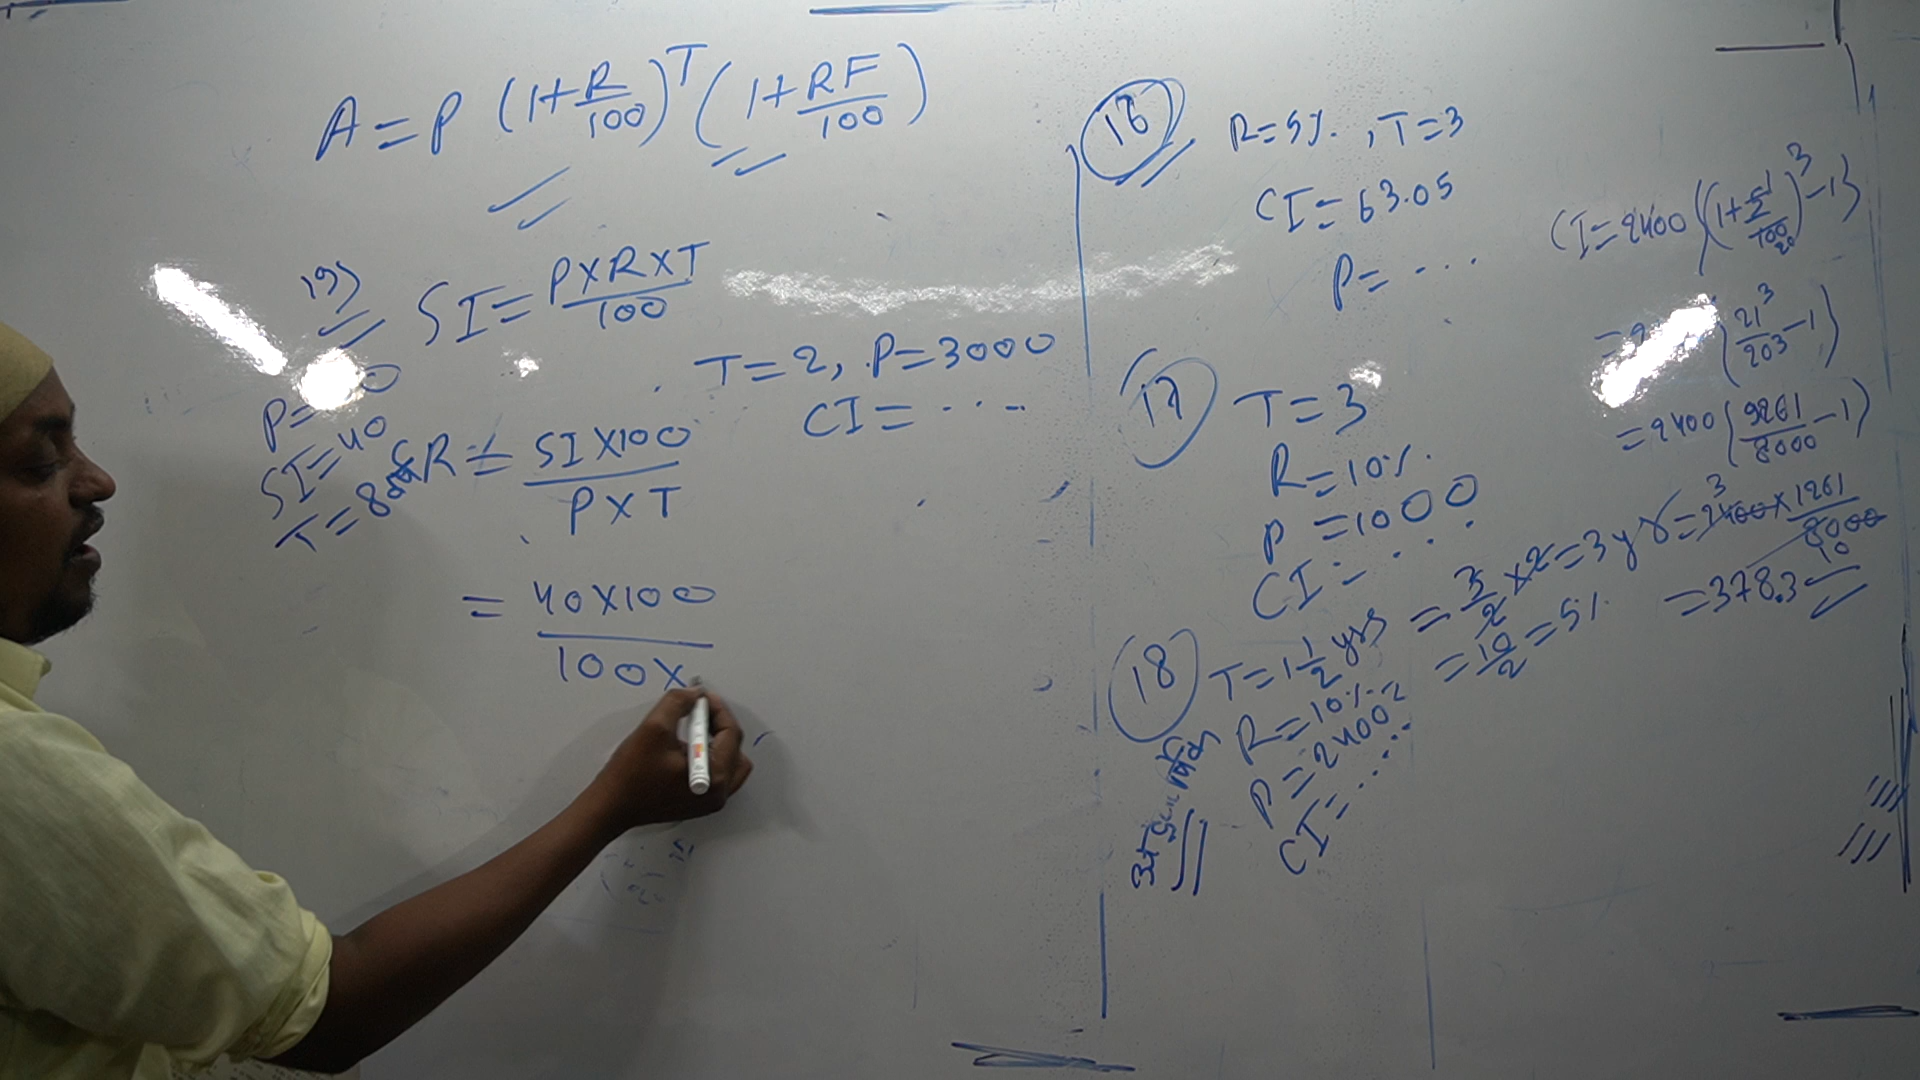 A = P (1 + R/100)^T (1 + RF/100)
19)
SI = P×R×T/100
P =
SI = 40
T = 8
R = SI×100/P×T
T = 2, P = 3000
CI = ...
= 40×100/100×
16
R = 5%, T = 3
CI = 63.05
P = ...
17
T = 3
R = 10%
P = 1000
CI = ...
18
T = 1 1/2 yrs = 3/2 × 2 = 3 yr
R = 10% = 10/2 = 5%
P = 2400
CI = ...
CI = 2400 ((1 + 5/100)^3 - 1)
(21^3/203 - 1)
= 2400 (9261/8000 - 1)
= 2400 × 1261/8000
= 378.3